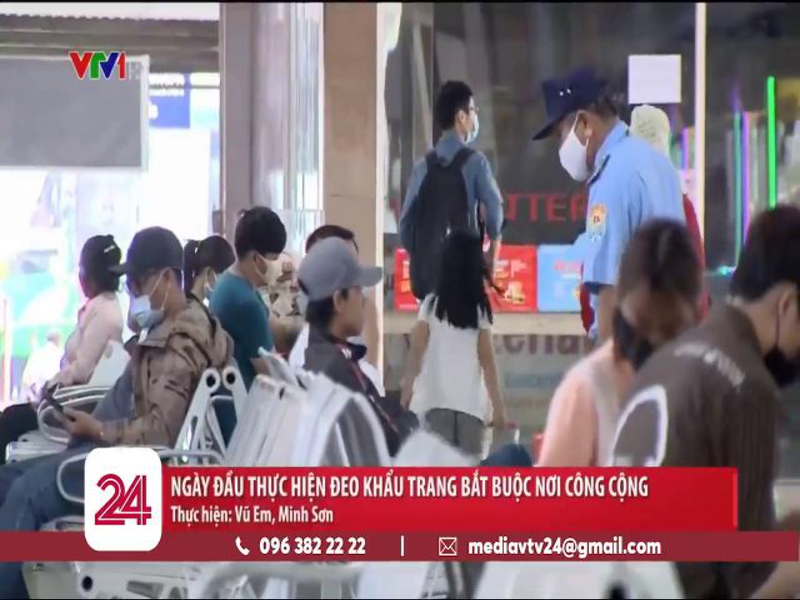 VTV1
NGÀY ĐẦU THỰC HIỆN ĐEO KHẨU TRANG BẮT BUỘC NƠI CÔNG CỘNG
24
Thực hiện: Vũ Em, Minh Sơn
096 382 22 22 | mediavtv24@gmail.com